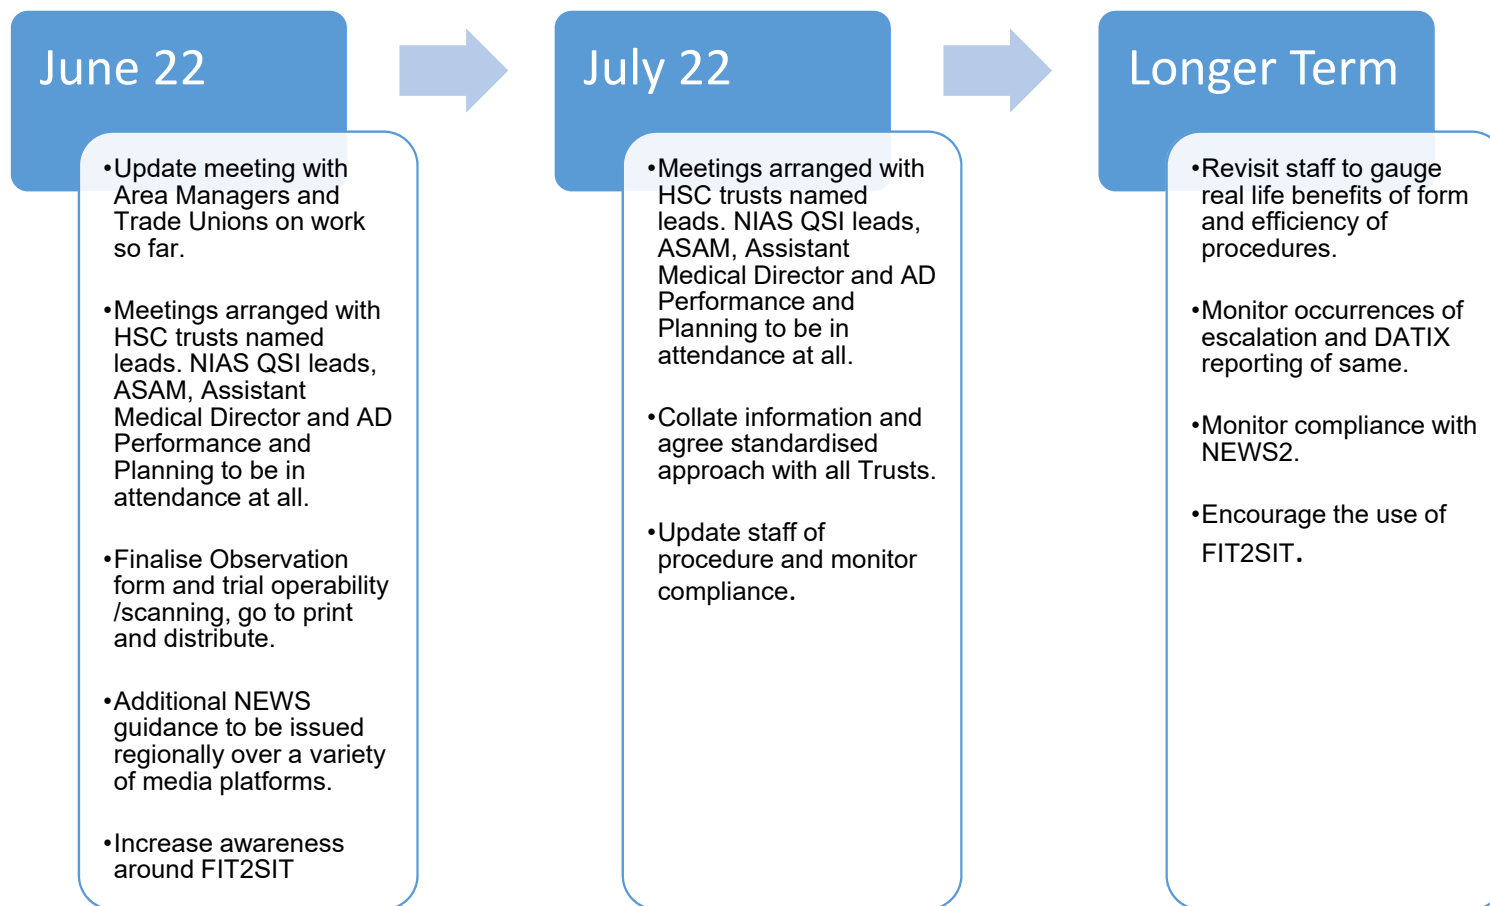 June 22
•Update meeting with
Area Managers and
Trade Unions on work
so far.
•Meetings arranged with
HSC trusts named
leads. NIAS QSI leads,
ASAM, Assistant
Medical Director and AD
Performance and
Planning to be in
attendance at all.
•Finalise Observation
form and trial operability
/scanning, go to print
and distribute.
•Additional NEWS
guidance to be issued
regionally over a variety
of media platforms.
•Increase awareness
around FIT2SIT
July 22
•Meetings arranged with
HSC trusts named
leads. NIAS QSI leads,
ASAM, Assistant
Medical Director and AD
Performance and
Planning to be in
attendance at all.
•Collate information and
agree standardised
approach with all Trusts.
•Update staff of
procedure and monitor
compliance.
Longer Term
•Revisit staff to gauge
real life benefits of form
and efficiency of
procedures.
•Monitor occurrences of
escalation and DATIX
reporting of same.
•Monitor compliance with
NEWS2.
•Encourage the use of
FIT2SIT.